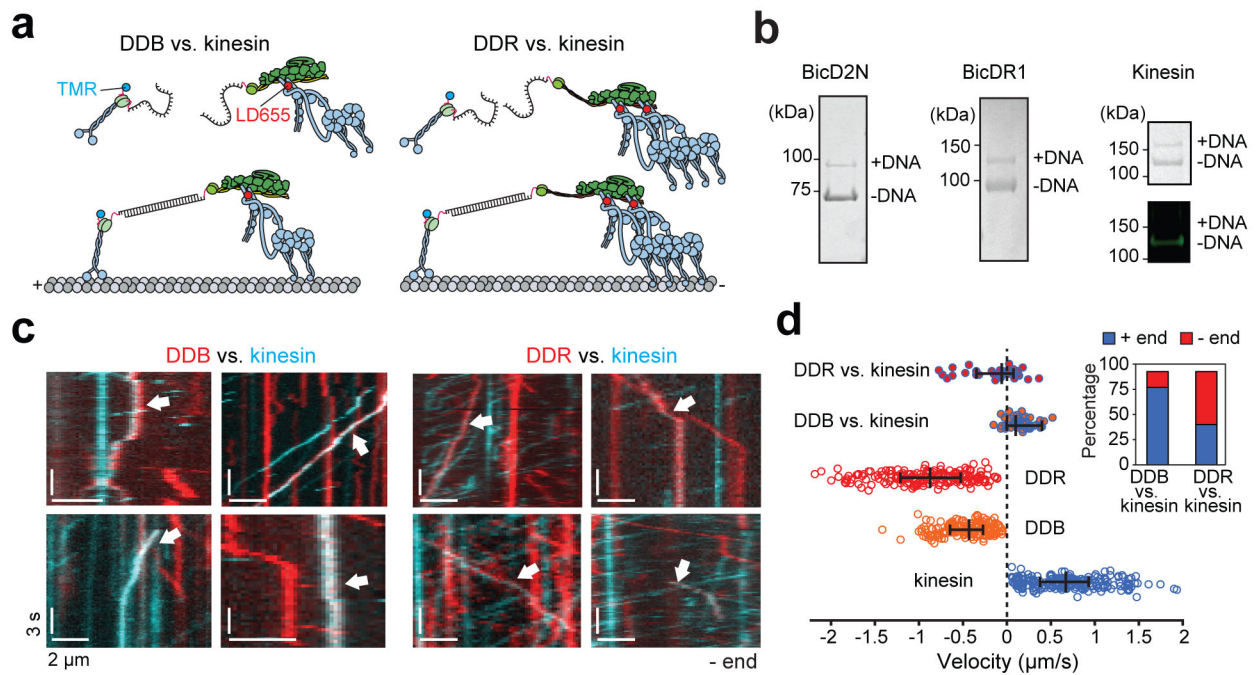 a
DDB vs. kinesin
DDR vs. kinesin
TMR
LD655
+
-
b
BicD2N
BicDR1
Kinesin
(kDa)
(kDa)
(kDa)
100
+DNA
75
-DNA
150
+DNA
100
-DNA
150
+DNA
100
-DNA
150
+DNA
100
-DNA
c
DDB vs. kinesin
DDR vs. kinesin
3 s
2 µm
- end
d
+ end
- end
DDR vs. kinesin
DDB vs. kinesin
DDR
DDB
kinesin
-2
-1.5
-1
-0.5
0
0.5
1
1.5
2
Velocity (µm/s)
Percentage
100
75
50
25
0
DDB
vs.
kinesin
DDR
vs.
kinesin